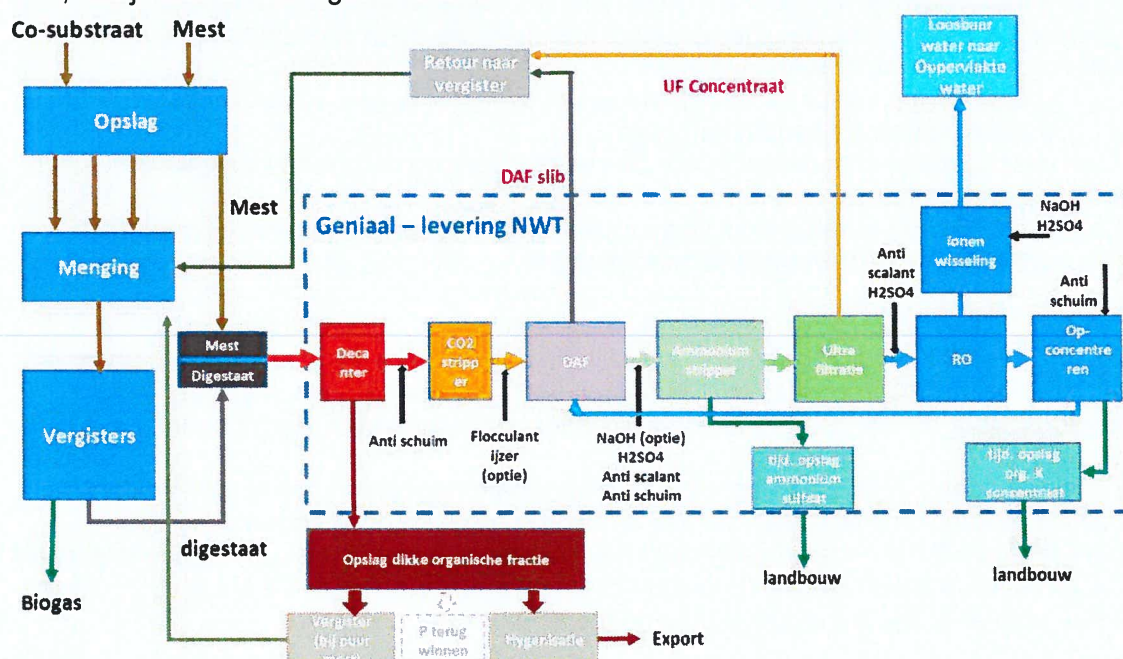 Co-substraat
Mest
Opslag
Mest
Menging
Vergisters
Biogas
digestaat
Mest
Digestaat
Retour naar
vergister
DAF slib
UF Concentraat
Geniaal – levering NWT
Deca
nter
Anti schuim
CO2
stripp
er
Flocculant
ijzer
(optie)
DAF
NaOH (optie)
H2SO4
Anti scalant
Anti schuim
Ammonium
stripper
Ultra
filtratie
Anti
scalant
H2SO4
RO
Ionen
wisseling
NaOH
H2SO4
Loosbaar
water naar
Oppervlakte
water
Anti
schuim
Op-
concentre
ren
tijd. opslag
ammonium
sulfaat
landbouw
tijd. opslag
org. K
concentraat
landbouw
Opslag dikke organische fractie
Vergister
(bij puur
P terug
winnen
Hygenisatie
Export